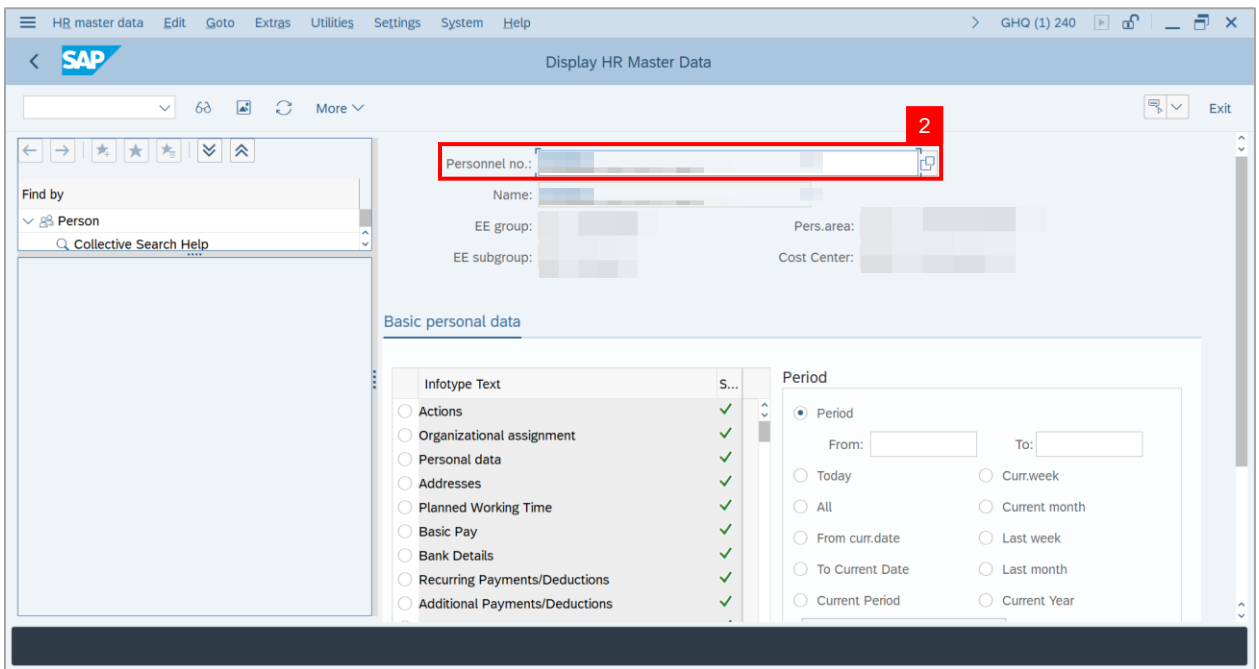 HR master data Edit Goto Extras Utilities Settings System Help GHQ (1) 240
SAP Display HR Master Data
More Exit
2
Personnel no.:
Find by
Name:
Person
EE group: Pers.area:
Collective Search Help
EE subgroup: Cost Center:
Basic personal data
Infotype Text S... Period
Actions Period
Organizational assignment
From: To:
Personal data
Today Curr.week
Addresses
Planned Working Time
All Current month
Basic Pay
From curr.date Last week
Bank Details
To Current Date Last month
Recurring Payments/Deductions
Additional Payments/Deductions
Current Period Current Year